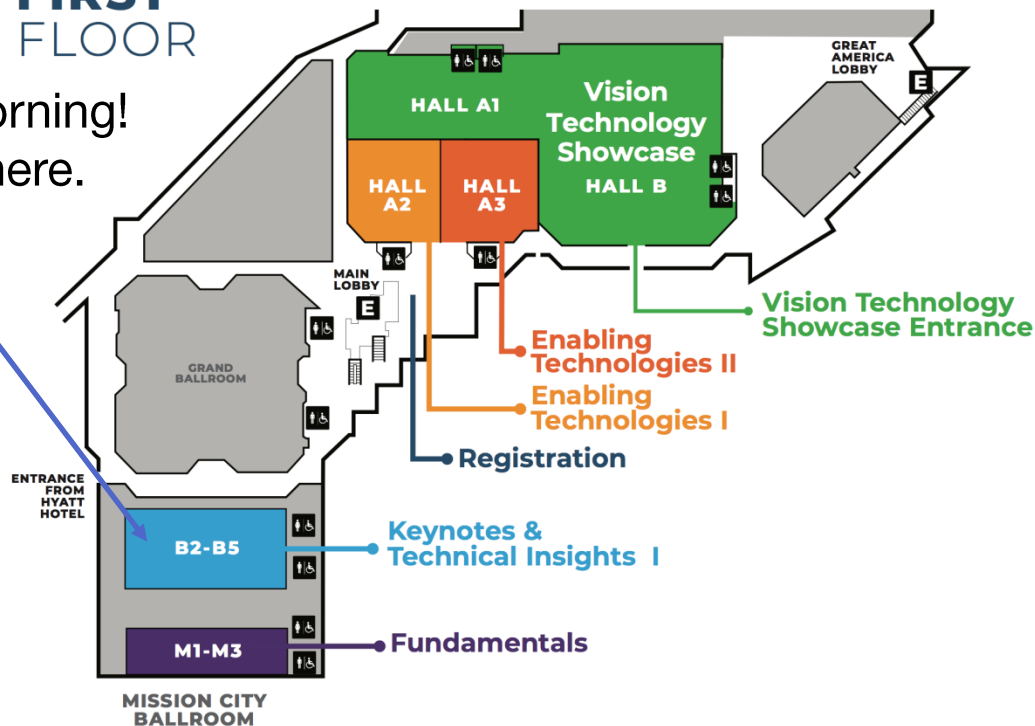 FIRST
FLOOR
orning!
here.
GREAT
AMERICA
LOBBY
E
HALL A1
Vision
Technology
Showcase
HALL B
HALL
A2
HALL
A3
MAIN
LOBBY
E
Vision Technology
Showcase Entrance
Enabling
Technologies II
GRAND
BALLROOM
Enabling
Technologies I
Registration
ENTRANCE
FROM
HYATT
HOTEL
B2-B5
Keynotes &
Technical Insights I
M1-M3
Fundamentals
MISSION CITY
BALLROOM